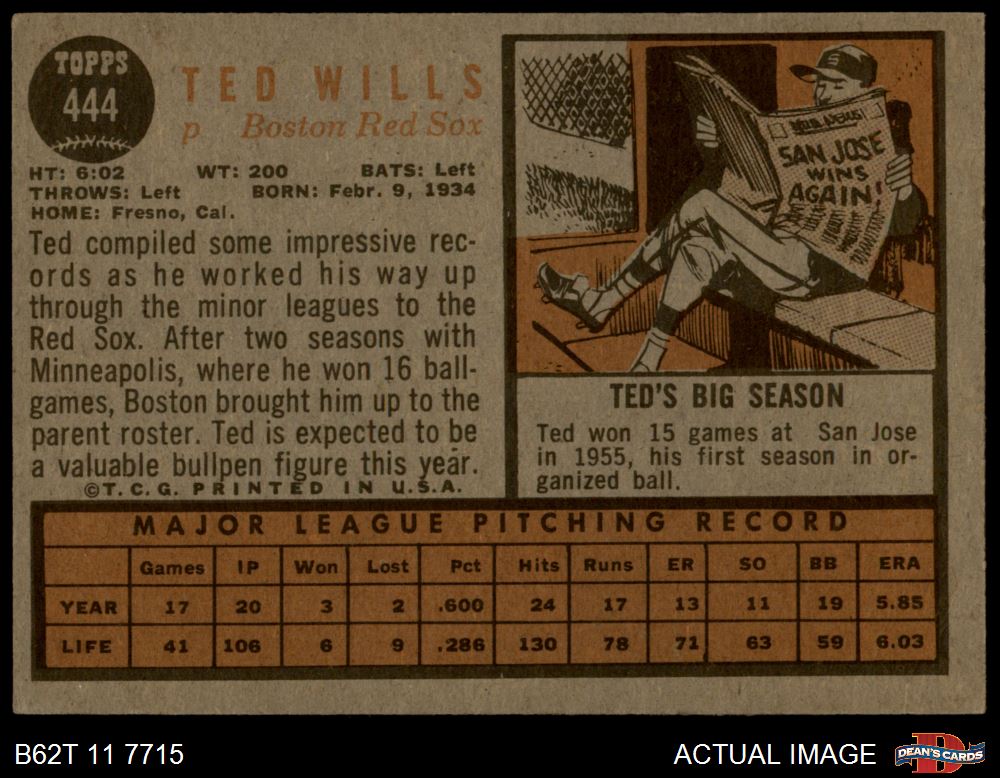 TOPPS
444
TED WILLS
p Boston Red Sox
HT: 6:02 WT: 200 BATS: Left
THROWS: Left BORN: Febr. 9, 1934
HOME: Fresno, Cal.
Ted compiled some impressive rec-
ords as he worked his way up
through the minor leagues to the
Red Sox. After two seasons with
Minneapolis, where he won 16 ball-
games, Boston brought him up to the
parent roster. Ted is expected to be
a valuable bullpen figure this year.
©T.C.G. PRINTED IN U.S.A.
S
SAN JOSE
WINS
AGAIN!
TED'S BIG SEASON
Ted won 15 games at San Jose
in 1955, his first season in or-
ganized ball.
MAJOR LEAGUE PITCHING RECORD
Games IP Won Lost Pct Hits Runs ER SO BB ERA
YEAR 17 20 3 2 .600 24 17 13 11 19 5.85
LIFE 41 106 6 9 .286 130 78 71 63 59 6.03
B62T 11 7715
ACTUAL IMAGE
DEAN'S CARDS